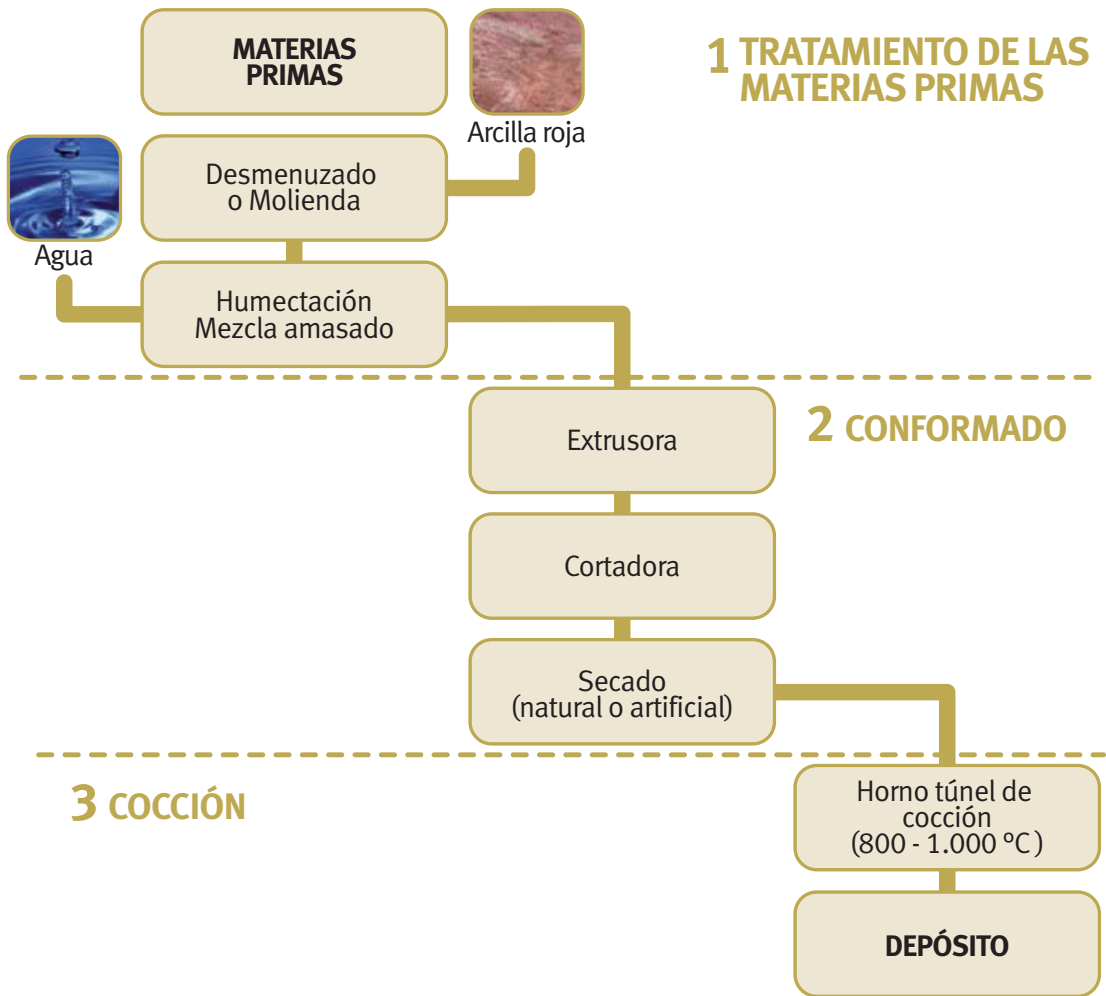 MATERIAS
PRIMAS
1 TRATAMIENTO DE LAS
MATERIAS PRIMAS
Arcilla roja
Desmenuzado
o Molienda
Agua
Humectación
Mezcla amasado
2 CONFORMADO
Extrusora
Cortadora
Secado
(natural o artificial)
3 COCCIÓN
Horno túnel de
cocción
(800 - 1.000 ºC )
DEPÓSITO